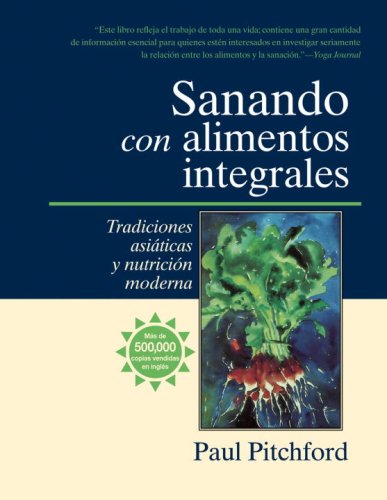 “Este libro refleja el trabajo de toda una vida; contiene una gran cantidad
de información esencial para quienes estén interesados en investigar seriamente
la relación entre los alimentos y la sanación.”—Yoga Journal
Sanando
con alimentos
integrales
Tradiciones
asiáticas
y nutrición
moderna
Más de
500,000
copias vendidas
en inglés
Paul Pitchford